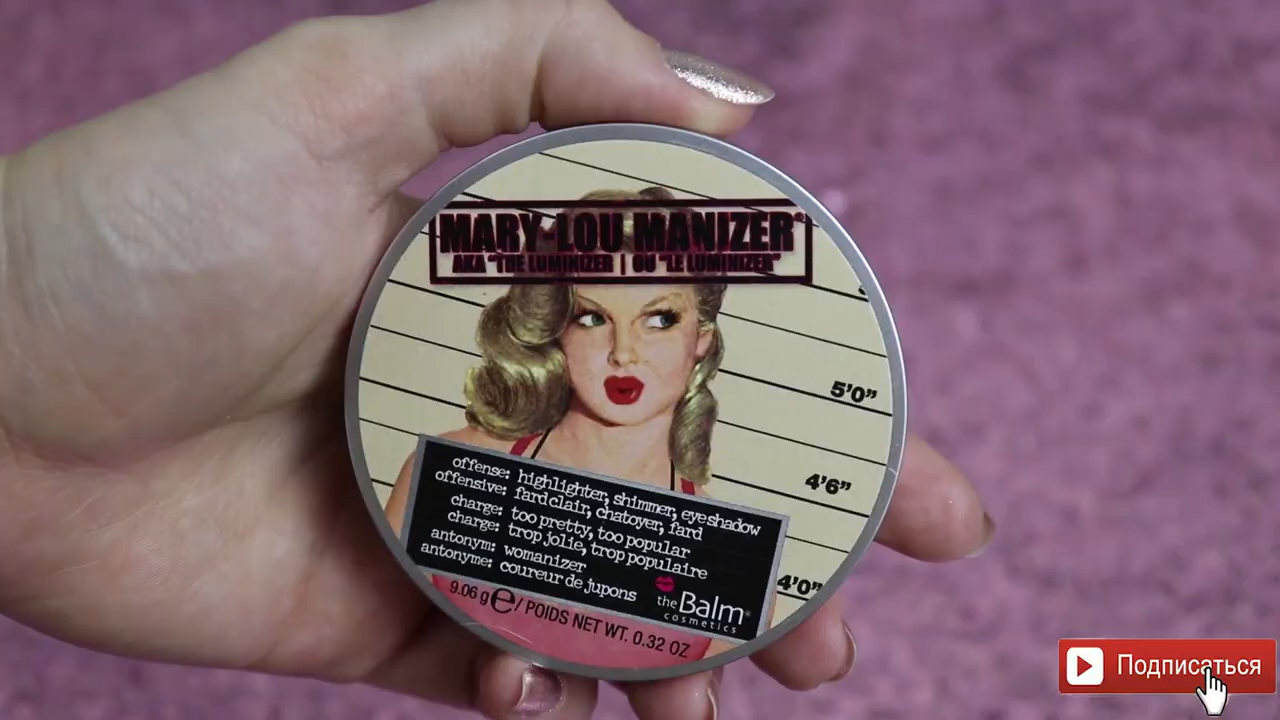 MARY-LOU MANIZER®
AKA "THE LUMINIZER | OU "LE LUMINIZER"
5'0"
4'6"
4'0"
offense: highlighter, shimmer, eyeshadow
offensive: fard clair, chatoyer, fard
charge: too pretty, too popular
charge: trop jolie, trop populaire
antonym: womanizer
antonyme: coureur de jupons
theBalm®
cosmetics
9.06 g e / POIDS NET WT. 0.32 OZ
Подписаться